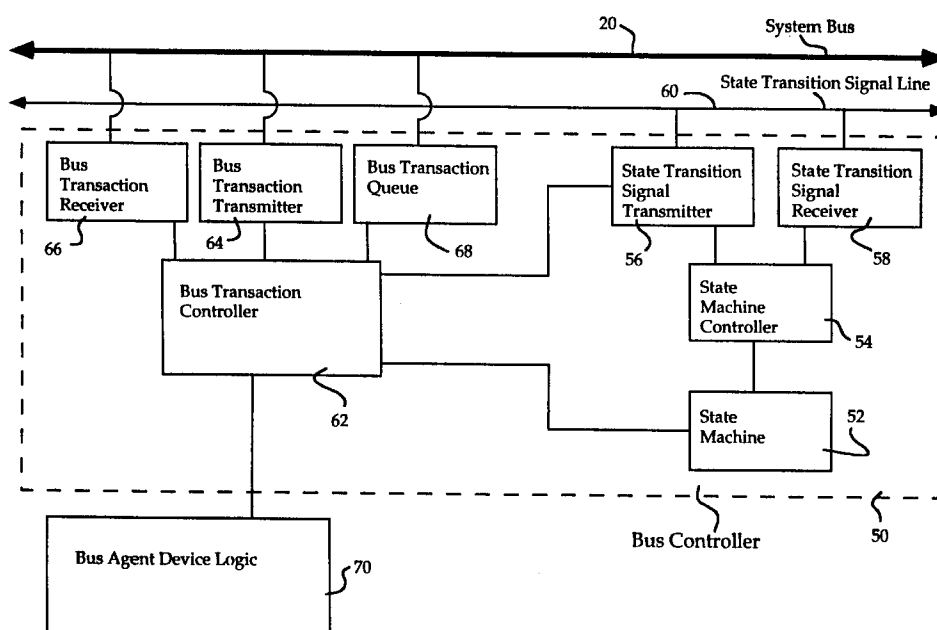 20
System Bus
60
State Transition Signal Line
Bus
Transaction
Receiver
Bus
Transaction
Transmitter
Bus Transaction
Queue
State Transition
Signal
Transmitter
State Transition
Signal
Receiver
66
64
68
56
58
Bus Transaction
Controller
State
Machine
Controller
54
62
State
Machine
52
Bus Controller
50
Bus Agent Device Logic
70